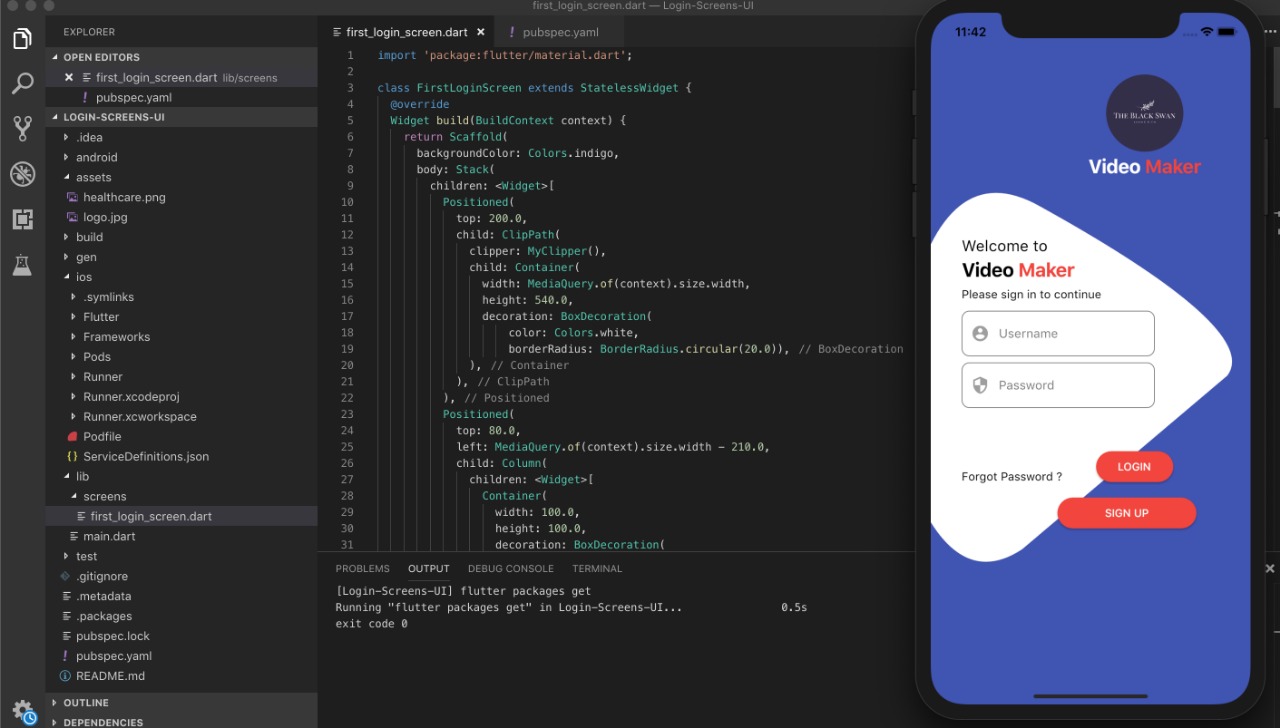 first_login_screen.dart — Login-Screens-UI
EXPLORER
OPEN EDITORS
first_login_screen.dart lib/screens
! pubspec.yaml
LOGIN-SCREENS-UI
.idea
android
assets
healthcare.png
logo.jpg
build
gen
ios
.symlinks
Flutter
Frameworks
Pods
Runner
Runner.xcodeproj
Runner.xcworkspace
Podfile
{} ServiceDefinitions.json
lib
screens
first_login_screen.dart
main.dart
test
.gitignore
.metadata
.packages
pubspec.lock
! pubspec.yaml
README.md
OUTLINE
DEPENDENCIES
first_login_screen.dart
! pubspec.yaml
1 import 'package:flutter/material.dart';
2
3 class FirstLoginScreen extends StatelessWidget {
4 @override
5 Widget build(BuildContext context) {
6 return Scaffold(
7 backgroundColor: Colors.indigo,
8 body: Stack(
9 children: <Widget>[
10 Positioned(
11 top: 200.0,
12 child: ClipPath(
13 clipper: MyClipper(),
14 child: Container(
15 width: MediaQuery.of(context).size.width,
16 height: 540.0,
17 decoration: BoxDecoration(
18 color: Colors.white,
19 borderRadius: BorderRadius.circular(20.0)), // BoxDecoration
20 ), // Container
21 ), // ClipPath
22 ), // Positioned
23 Positioned(
24 top: 80.0,
25 left: MediaQuery.of(context).size.width - 210.0,
26 child: Column(
27 children: <Widget>[
28 Container(
29 width: 100.0,
30 height: 100.0,
31 decoration: BoxDecoration(
PROBLEMS OUTPUT DEBUG CONSOLE TERMINAL
[Login-Screens-UI] flutter packages get
Running "flutter packages get" in Login-Screens-UI... 0.5s
exit code 0
11:42
THE BLACK SWAN
Video Maker
Welcome to
Video Maker
Please sign in to continue
Username
Password
Forgot Password ?
LOGIN
SIGN UP